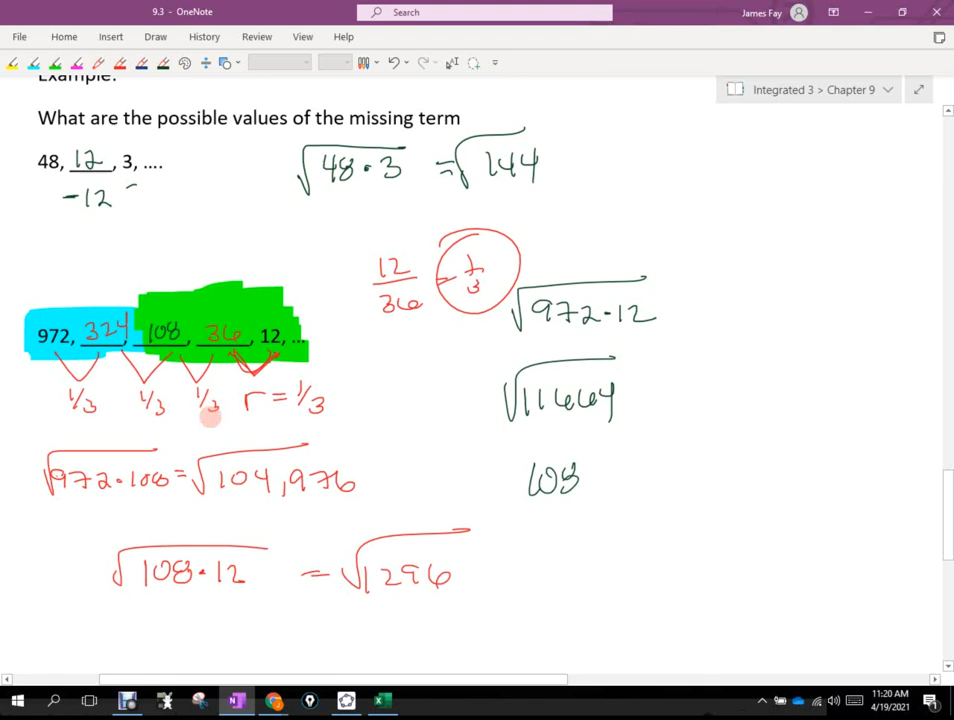 9.3 - OneNote
Search
James Fay
File Home Insert Draw History Review View Help
Integrated 3 > Chapter 9
Example:
What are the possible values of the missing term
48, 12, 3, ....
-12
√48·3 = √144
12/36 = 1/3
√972·12
972, 324, 108, 36, 12, ...
1/3 1/3 1/3 r = 1/3
√11664
√972·108 = √104,976
108
√108·12 = √1296
11:20 AM
4/19/2021